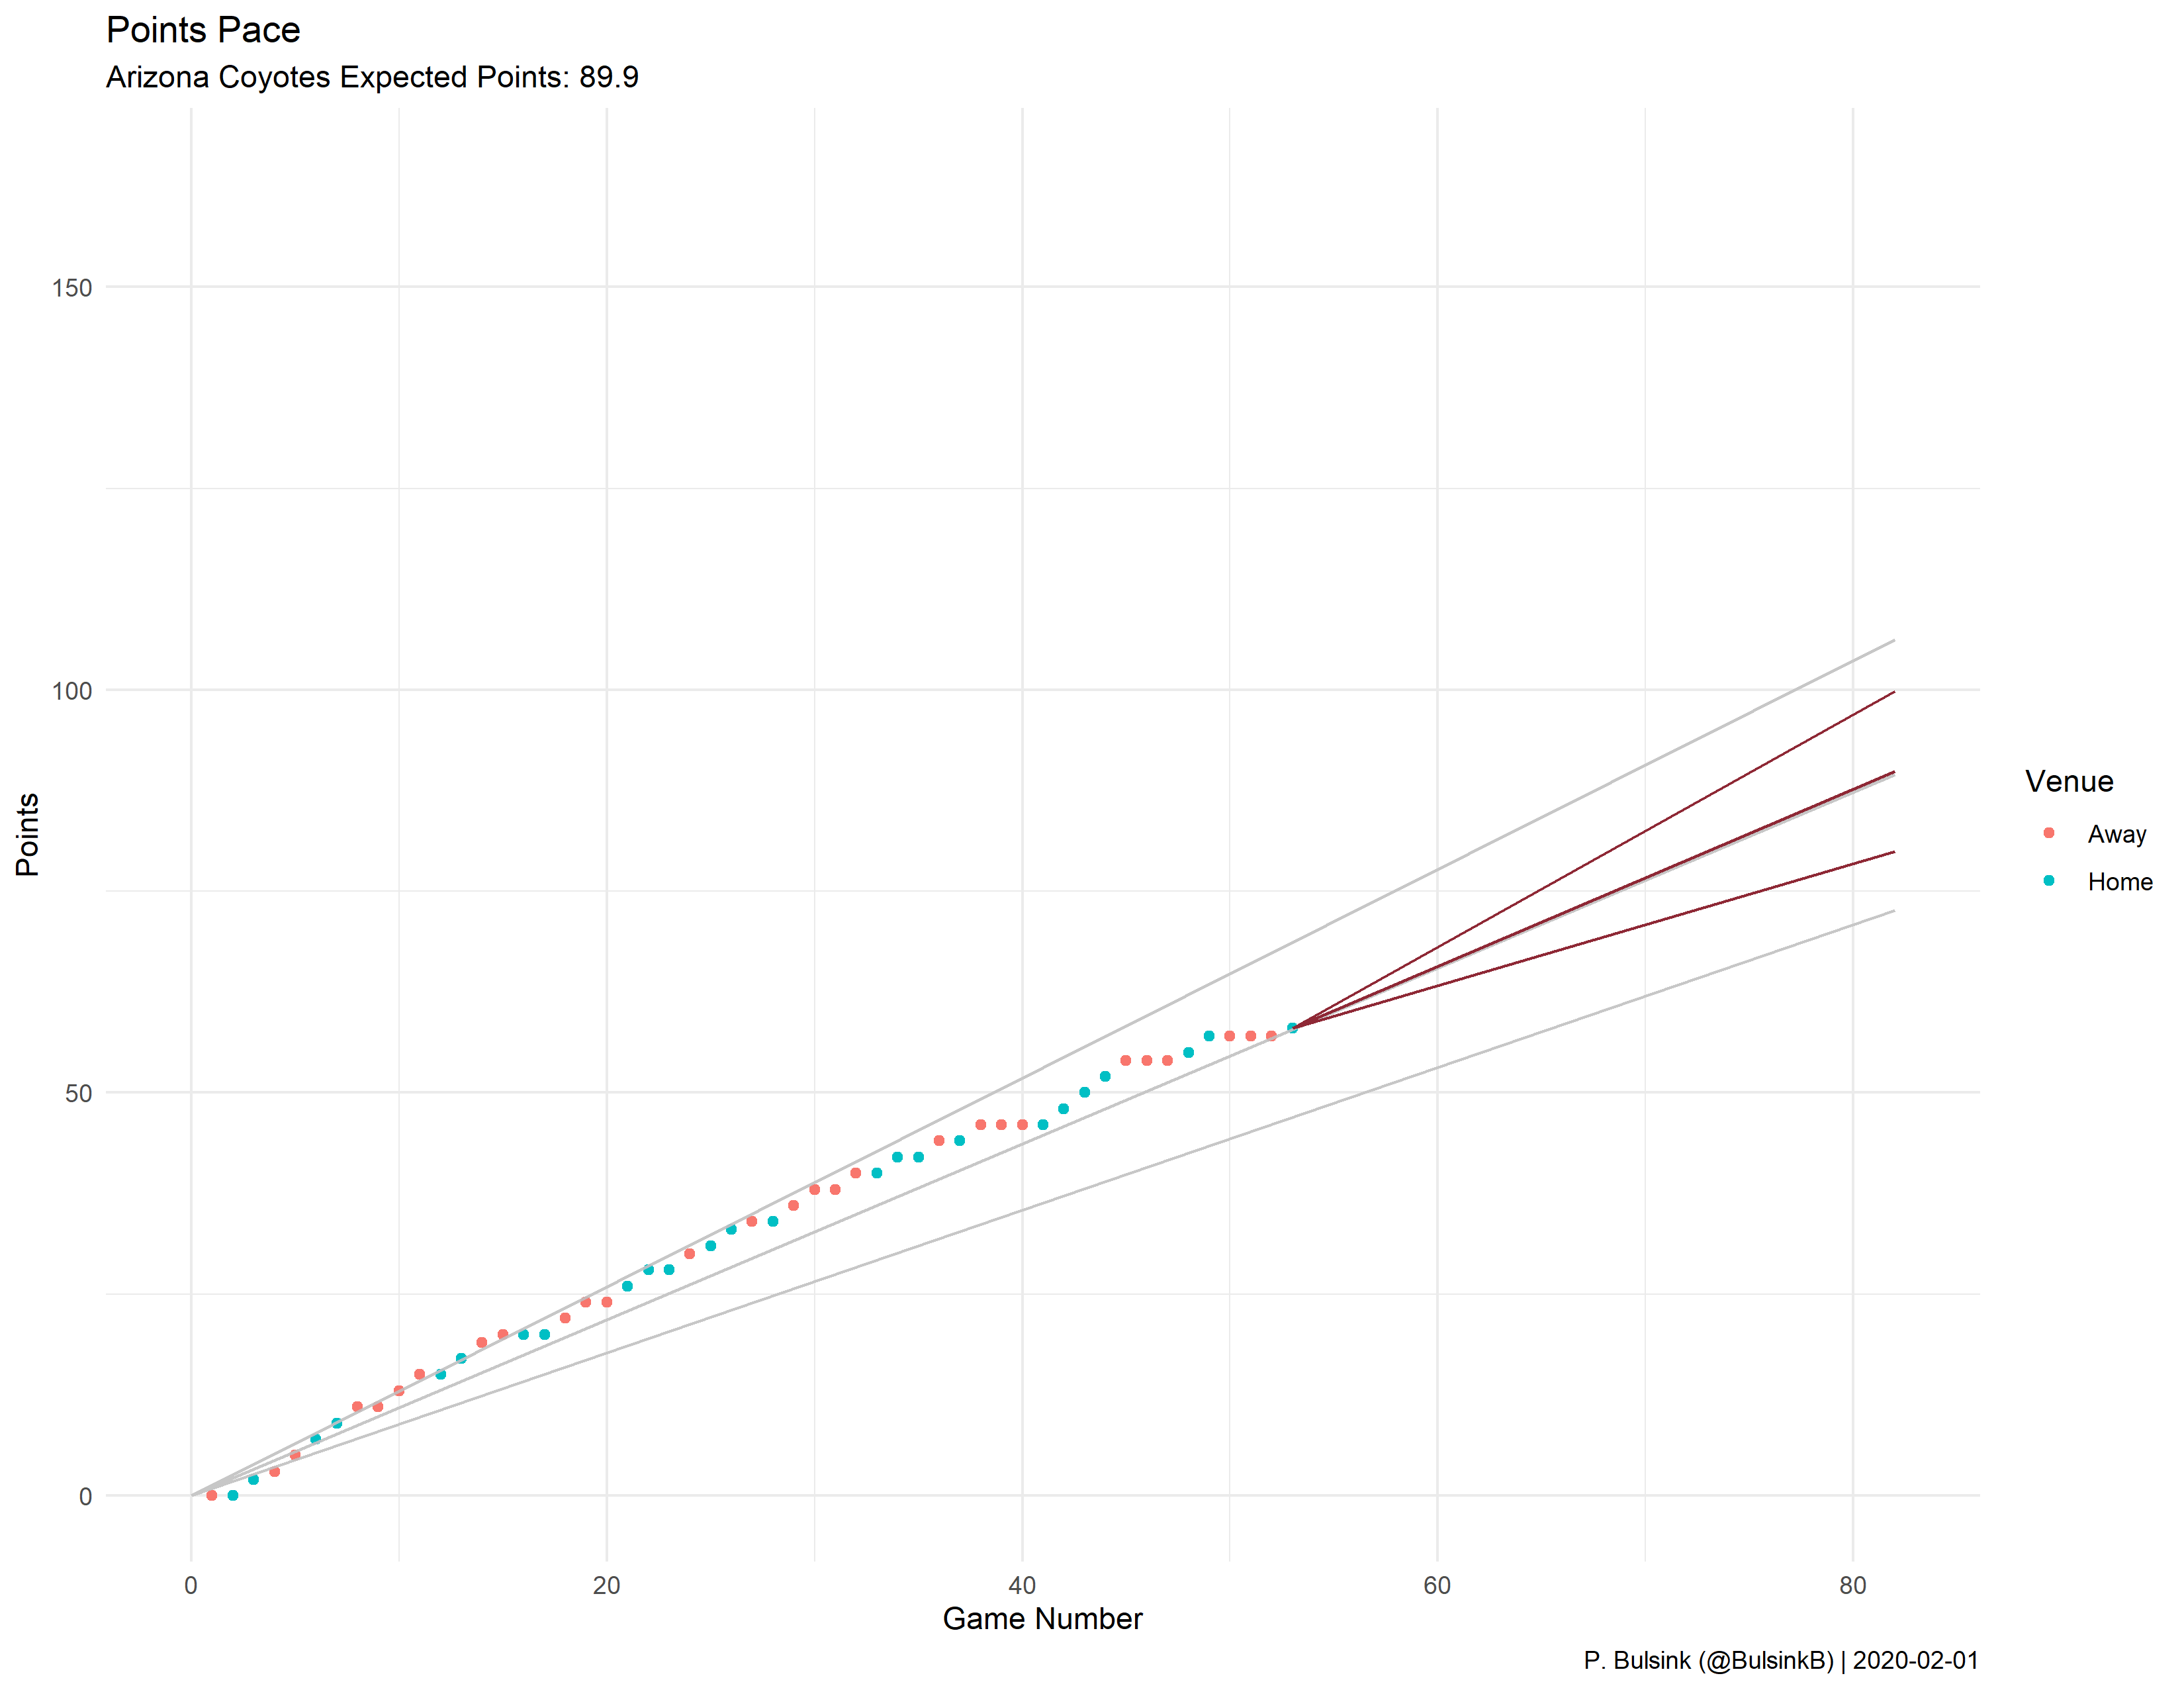 Points Pace
Arizona Coyotes Expected Points: 89.9
150
100
50
0
Points
0 20 40 60 80
Game Number
Venue
Away
Home
P. Bulsink (@BulsinkB) | 2020-02-01